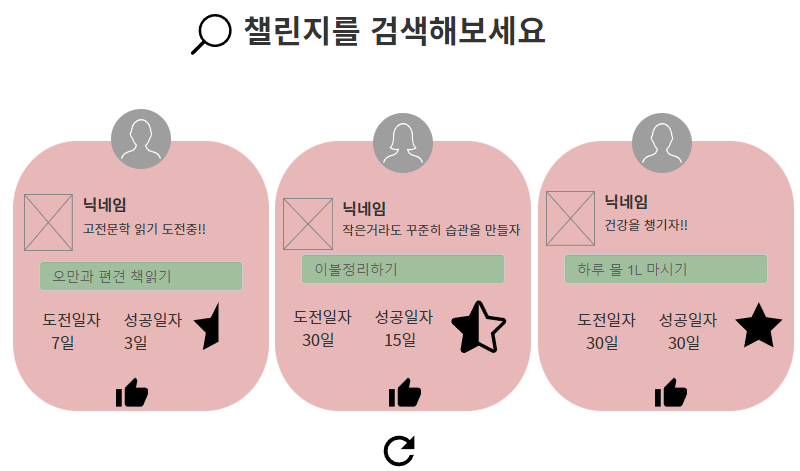 챌린지를 검색해보세요
닉네임
고전문학 읽기 도전중!!
오만과 편견 책읽기
도전일자 성공일자
7일 3일
닉네임
작은거라도 꾸준히 습관을 만들자
이불정리하기
도전일자 성공일자
30일 15일
닉네임
건강을 챙기자!!
하루 물 1L 마시기
도전일자 성공일자
30일 30일